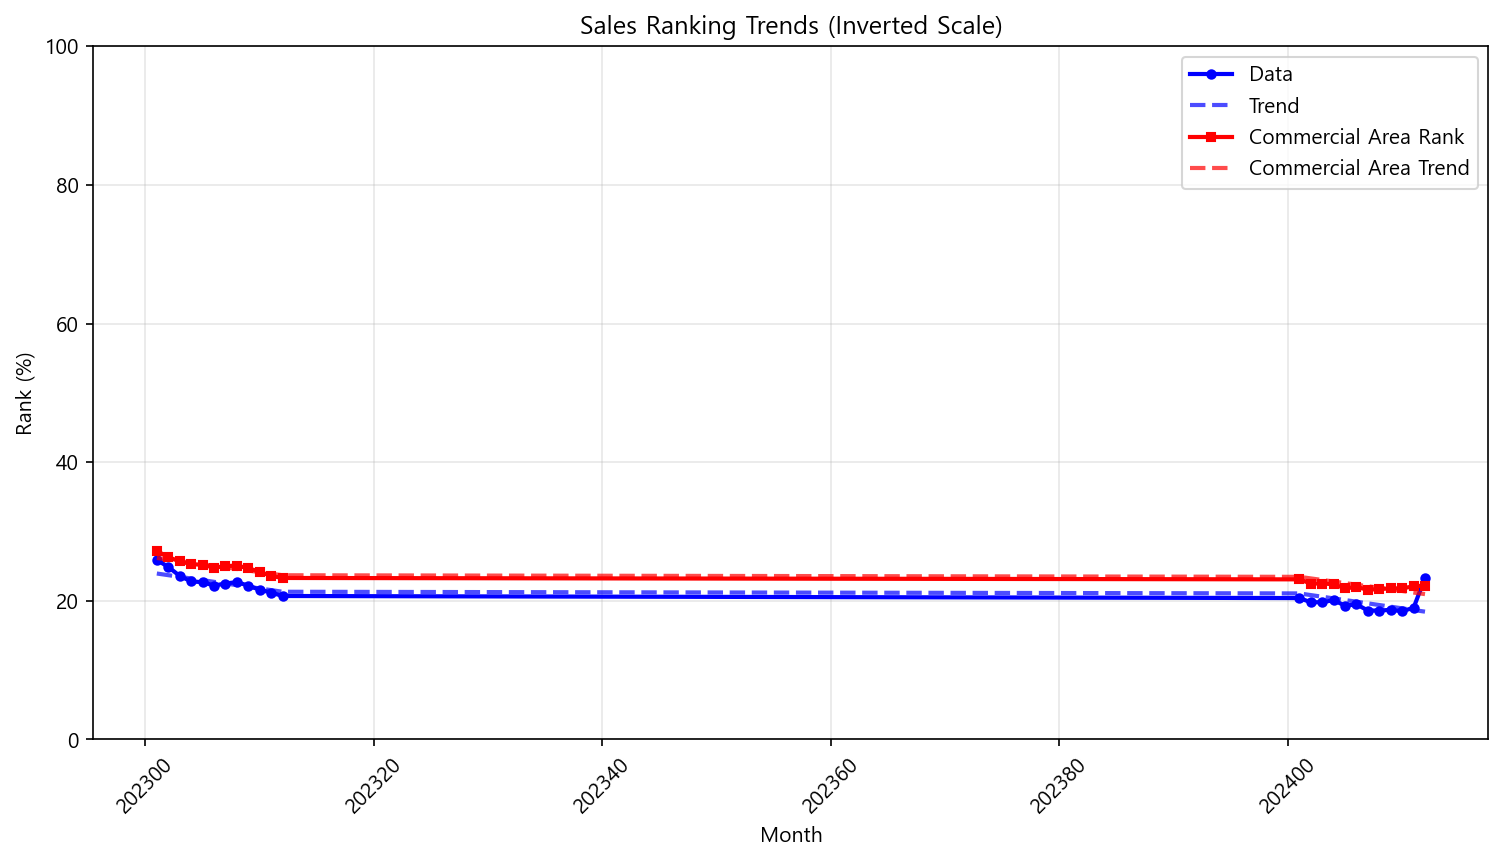 Sales Ranking Trends (Inverted Scale)
100
80
60
40
20
0
Rank (%)
Data
Trend
Commercial Area Rank
Commercial Area Trend
202300
202320
202340
202360
202380
202400
Month